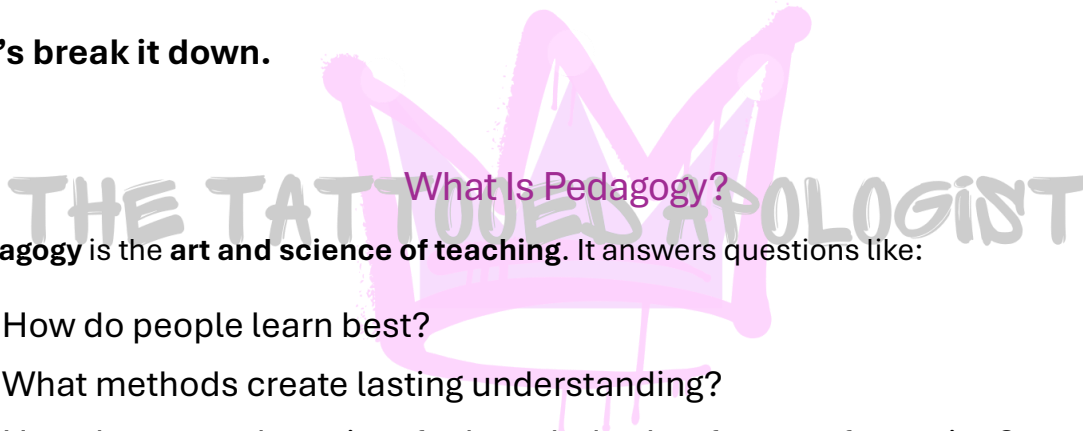 ’s break it down.
What Is Pedagogy?
THE TATTOOED APOLOGiST
agogy is the art and science of teaching. It answers questions like:
How do people learn best?
What methods create lasting understanding?